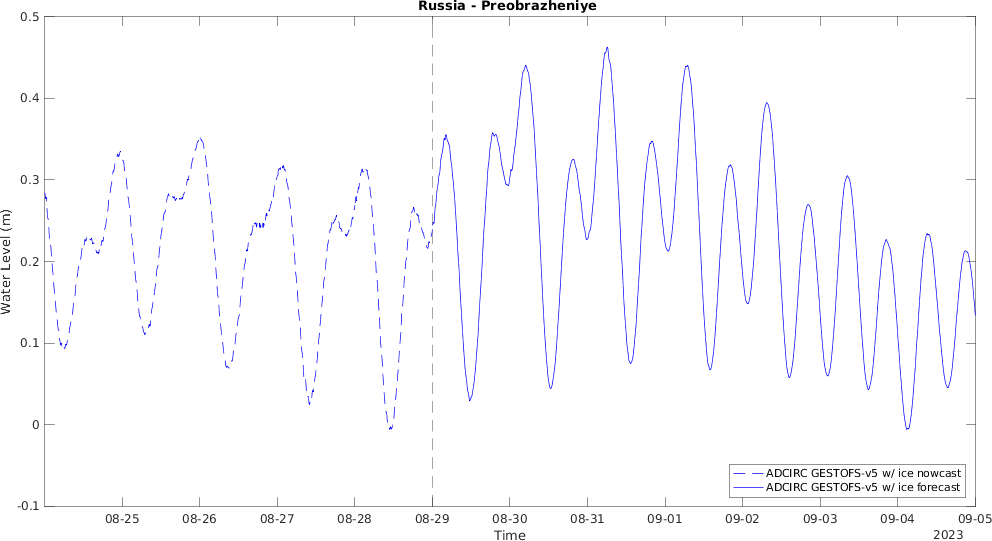 Russia - Preobrazheniye
0.5
0.4
0.3
0.2
0.1
0
-0.1
Water Level (m)
08-25 08-26 08-27 08-28 08-29 08-30 08-31 09-01 09-02 09-03 09-04 09-05
Time
2023
ADCIRC GESTOFS-v5 w/ ice nowcast
ADCIRC GESTOFS-v5 w/ ice forecast